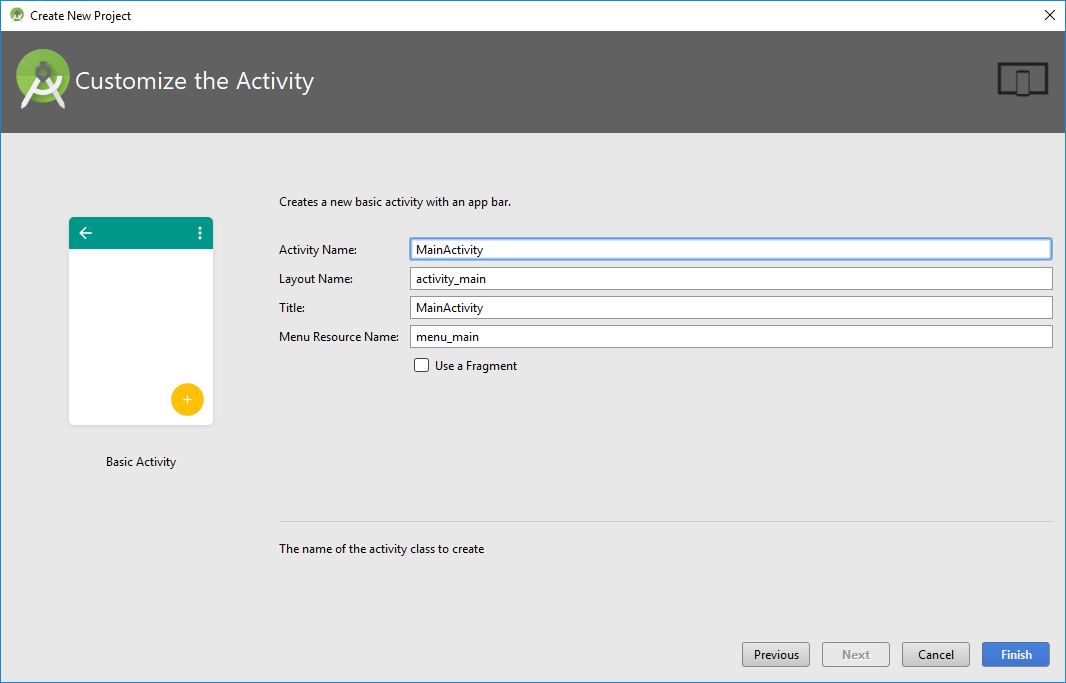 Create New Project
Customize the Activity
Creates a new basic activity with an app bar.
Activity Name: MainActivity
Layout Name: activity_main
Title: MainActivity
Menu Resource Name: menu_main
Use a Fragment
Basic Activity
The name of the activity class to create
Previous Next Cancel Finish